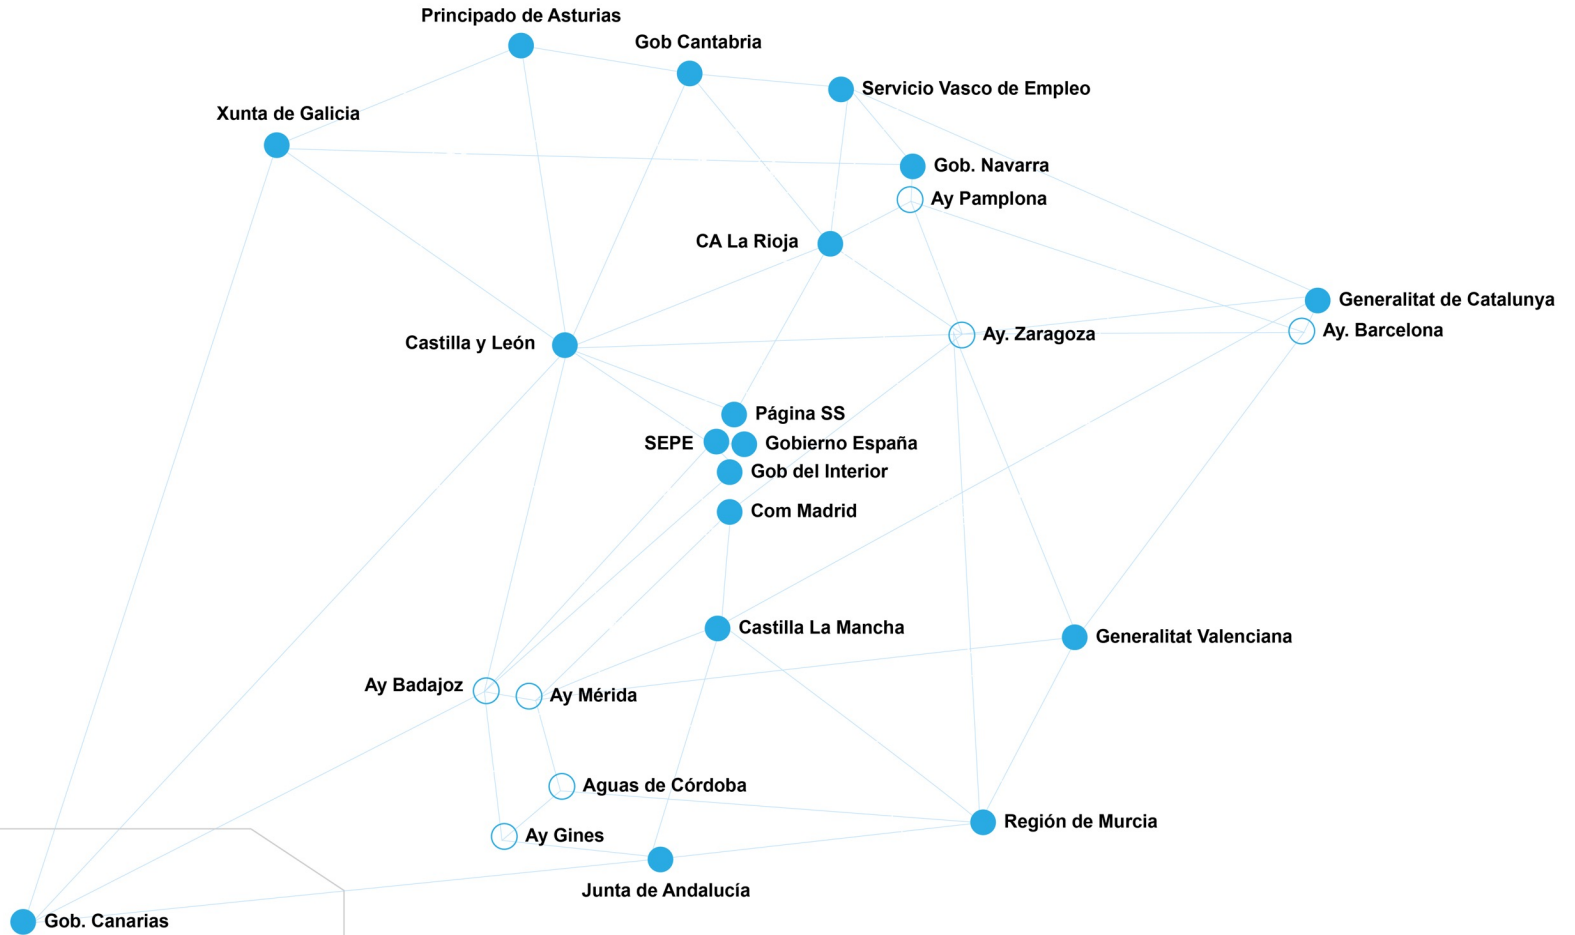 Principado de Asturias
Gob Cantabria
Servicio Vasco de Empleo
Xunta de Galicia
Gob. Navarra
Ay Pamplona
CA La Rioja
Generalitat de Catalunya
Ay. Barcelona
Ay. Zaragoza
Castilla y León
Página SS
SEPE
Gobierno España
Gob del Interior
Com Madrid
Castilla La Mancha
Generalitat Valenciana
Ay Badajoz
Ay Mérida
Aguas de Córdoba
Región de Murcia
Ay Gines
Junta de Andalucía
Gob. Canarias